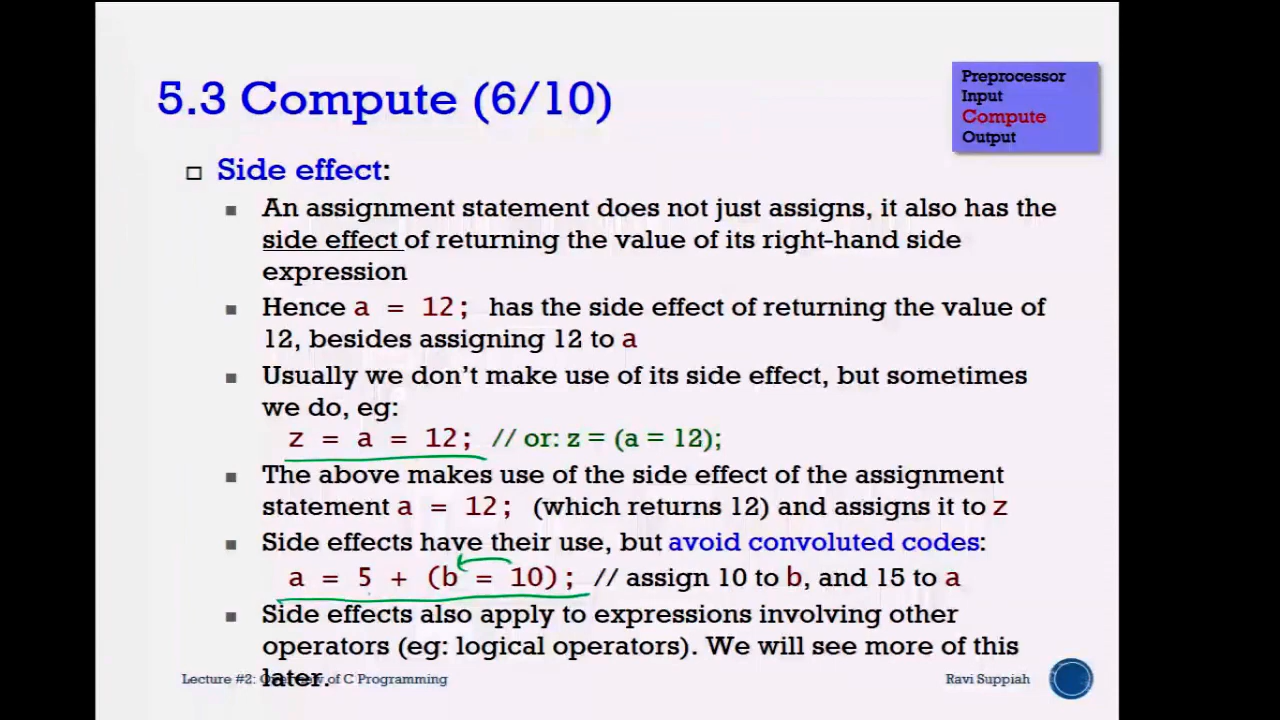 5.3 Compute (6/10)
Preprocessor
Input
Compute
Output
Side effect:
An assignment statement does not just assigns, it also has the
side effect of returning the value of its right-hand side
expression
Hence a = 12; has the side effect of returning the value of
12, besides assigning 12 to a
Usually we don't make use of its side effect, but sometimes
we do, eg:
z = a = 12; // or: z = (a = 12);
The above makes use of the side effect of the assignment
statement a = 12; (which returns 12) and assigns it to z
Side effects have their use, but avoid convoluted codes:
a = 5 + (b = 10); // assign 10 to b, and 15 to a
Side effects also apply to expressions involving other
operators (eg: logical operators). We will see more of this
later.
Lecture #2: Overview of C Programming
Ravi Suppiah